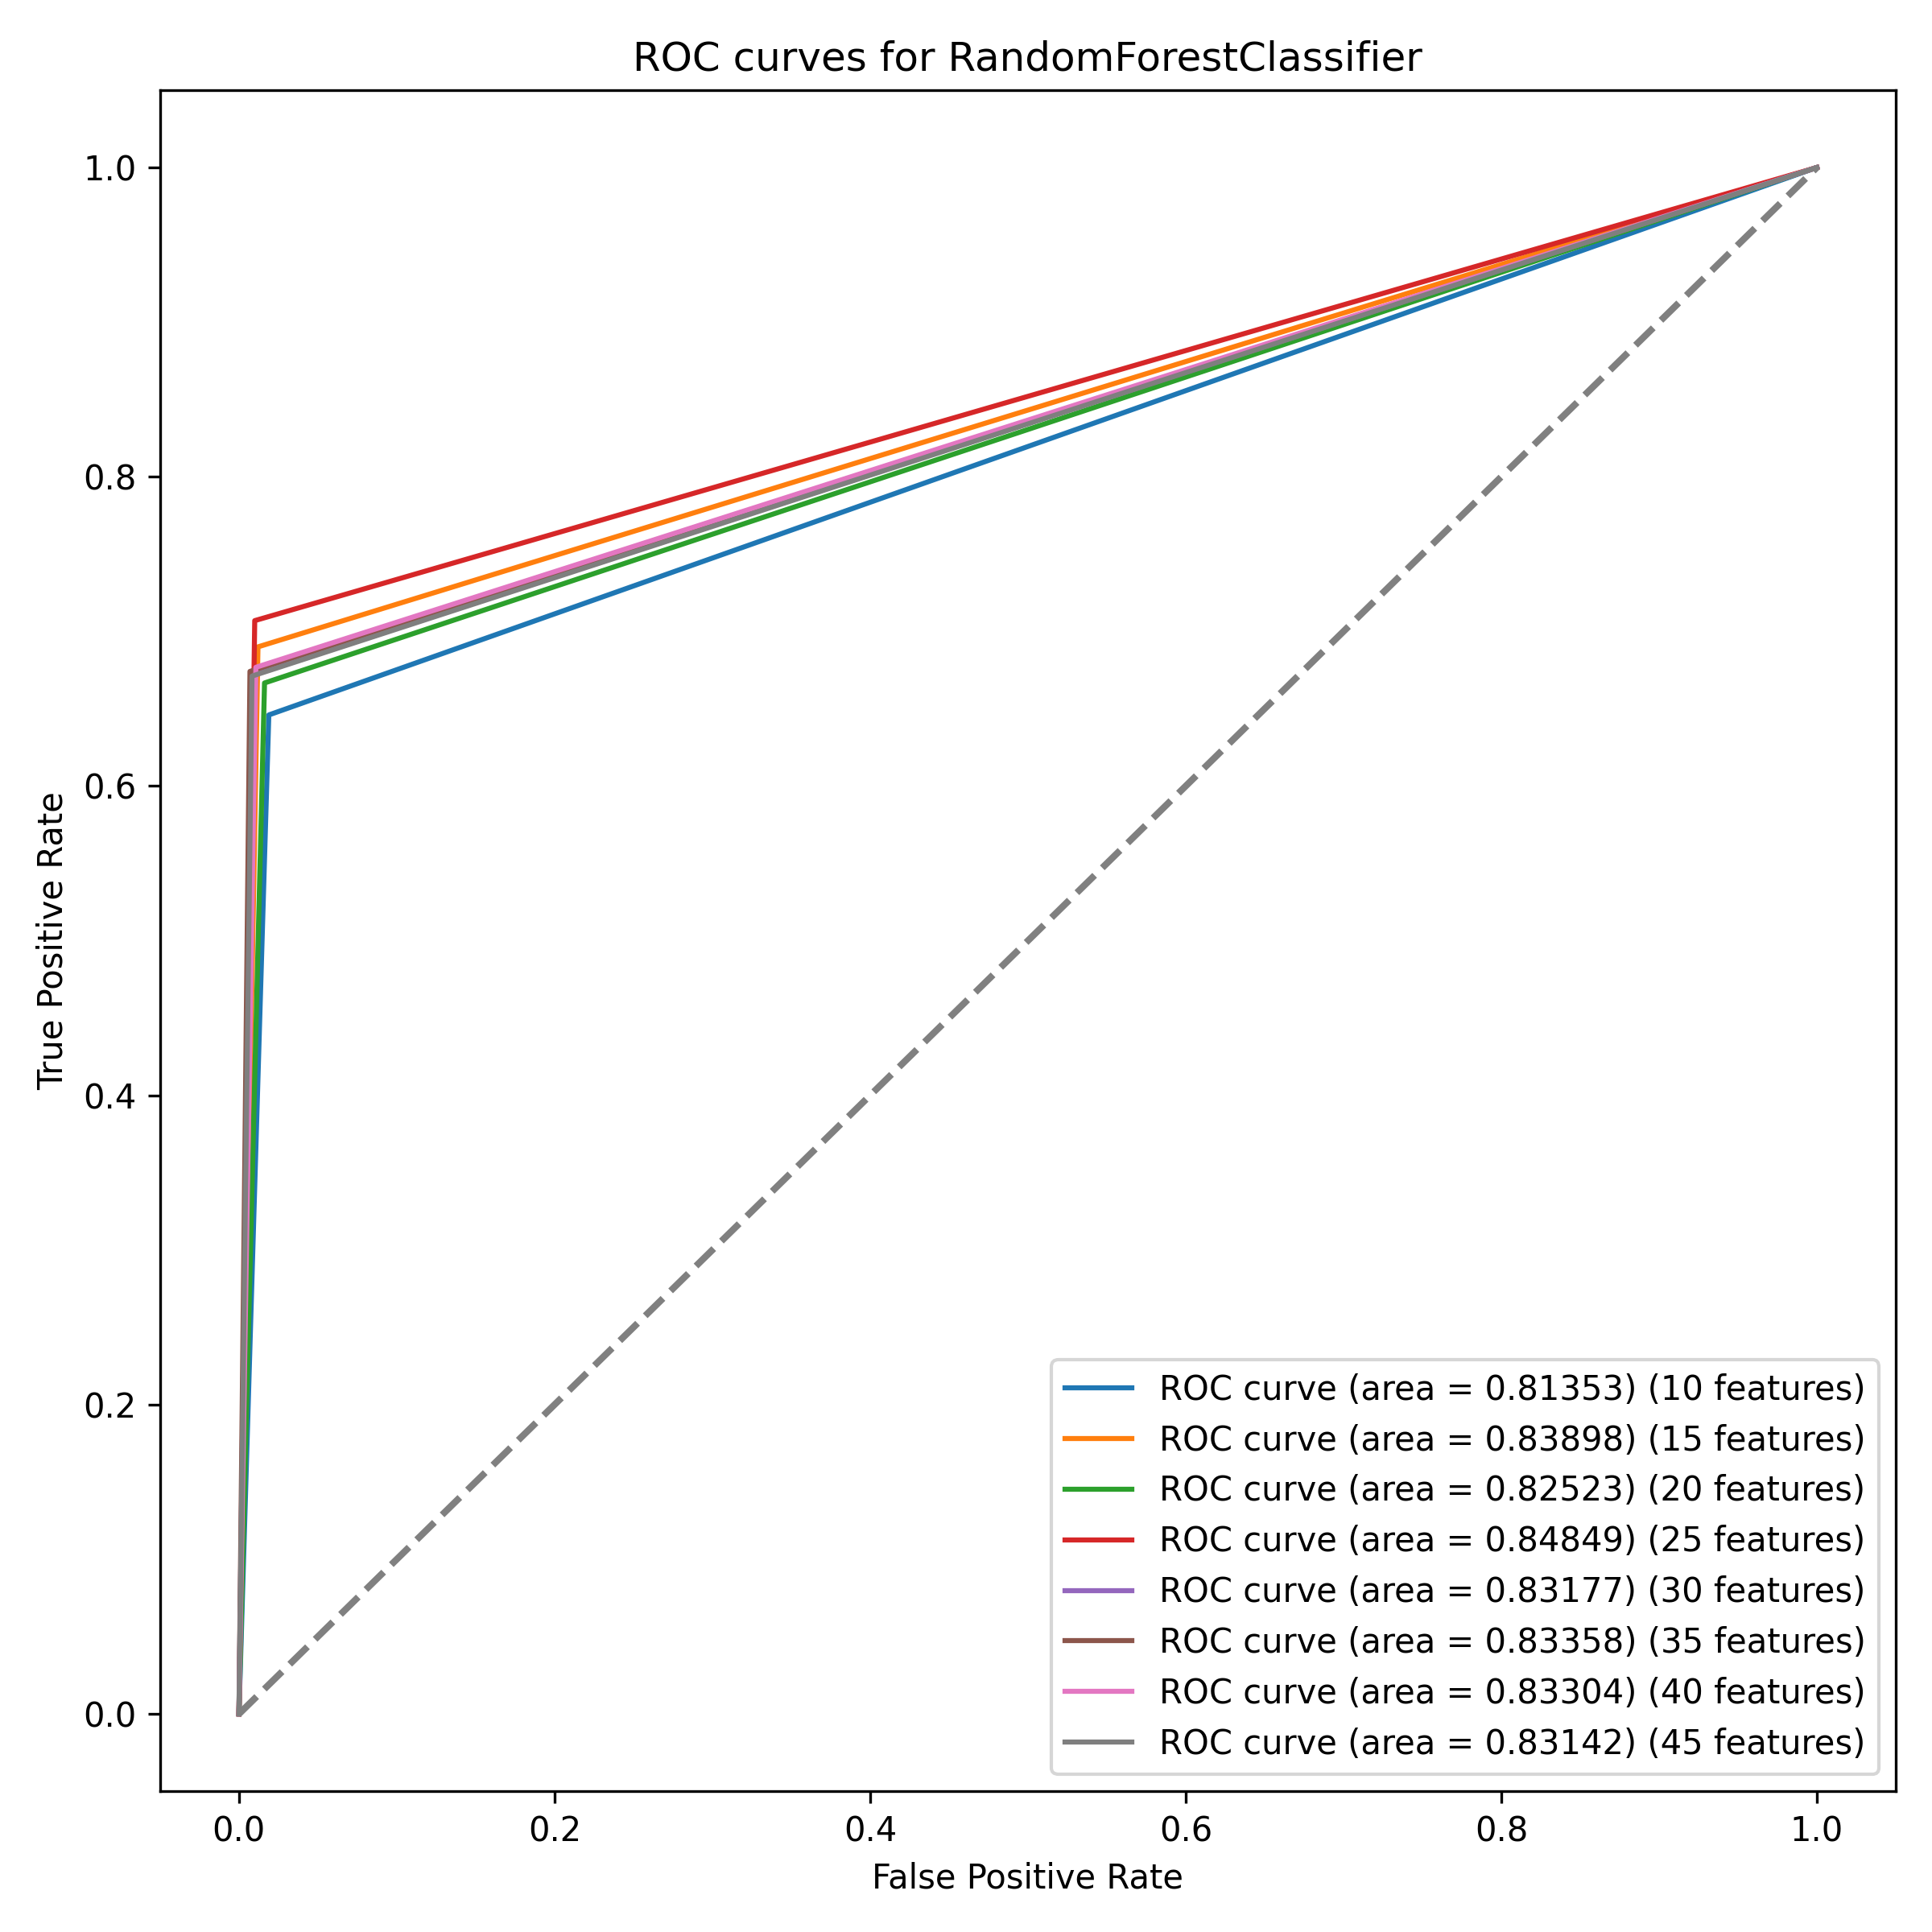 ROC curves for RandomForestClassifier
1.0
0.8
0.6
0.4
0.2
0.0
True Positive Rate
ROC curve (area = 0.81353) (10 features)
ROC curve (area = 0.83898) (15 features)
ROC curve (area = 0.82523) (20 features)
ROC curve (area = 0.84849) (25 features)
ROC curve (area = 0.83177) (30 features)
ROC curve (area = 0.83358) (35 features)
ROC curve (area = 0.83304) (40 features)
ROC curve (area = 0.83142) (45 features)
0.0 0.2 0.4 0.6 0.8 1.0
False Positive Rate